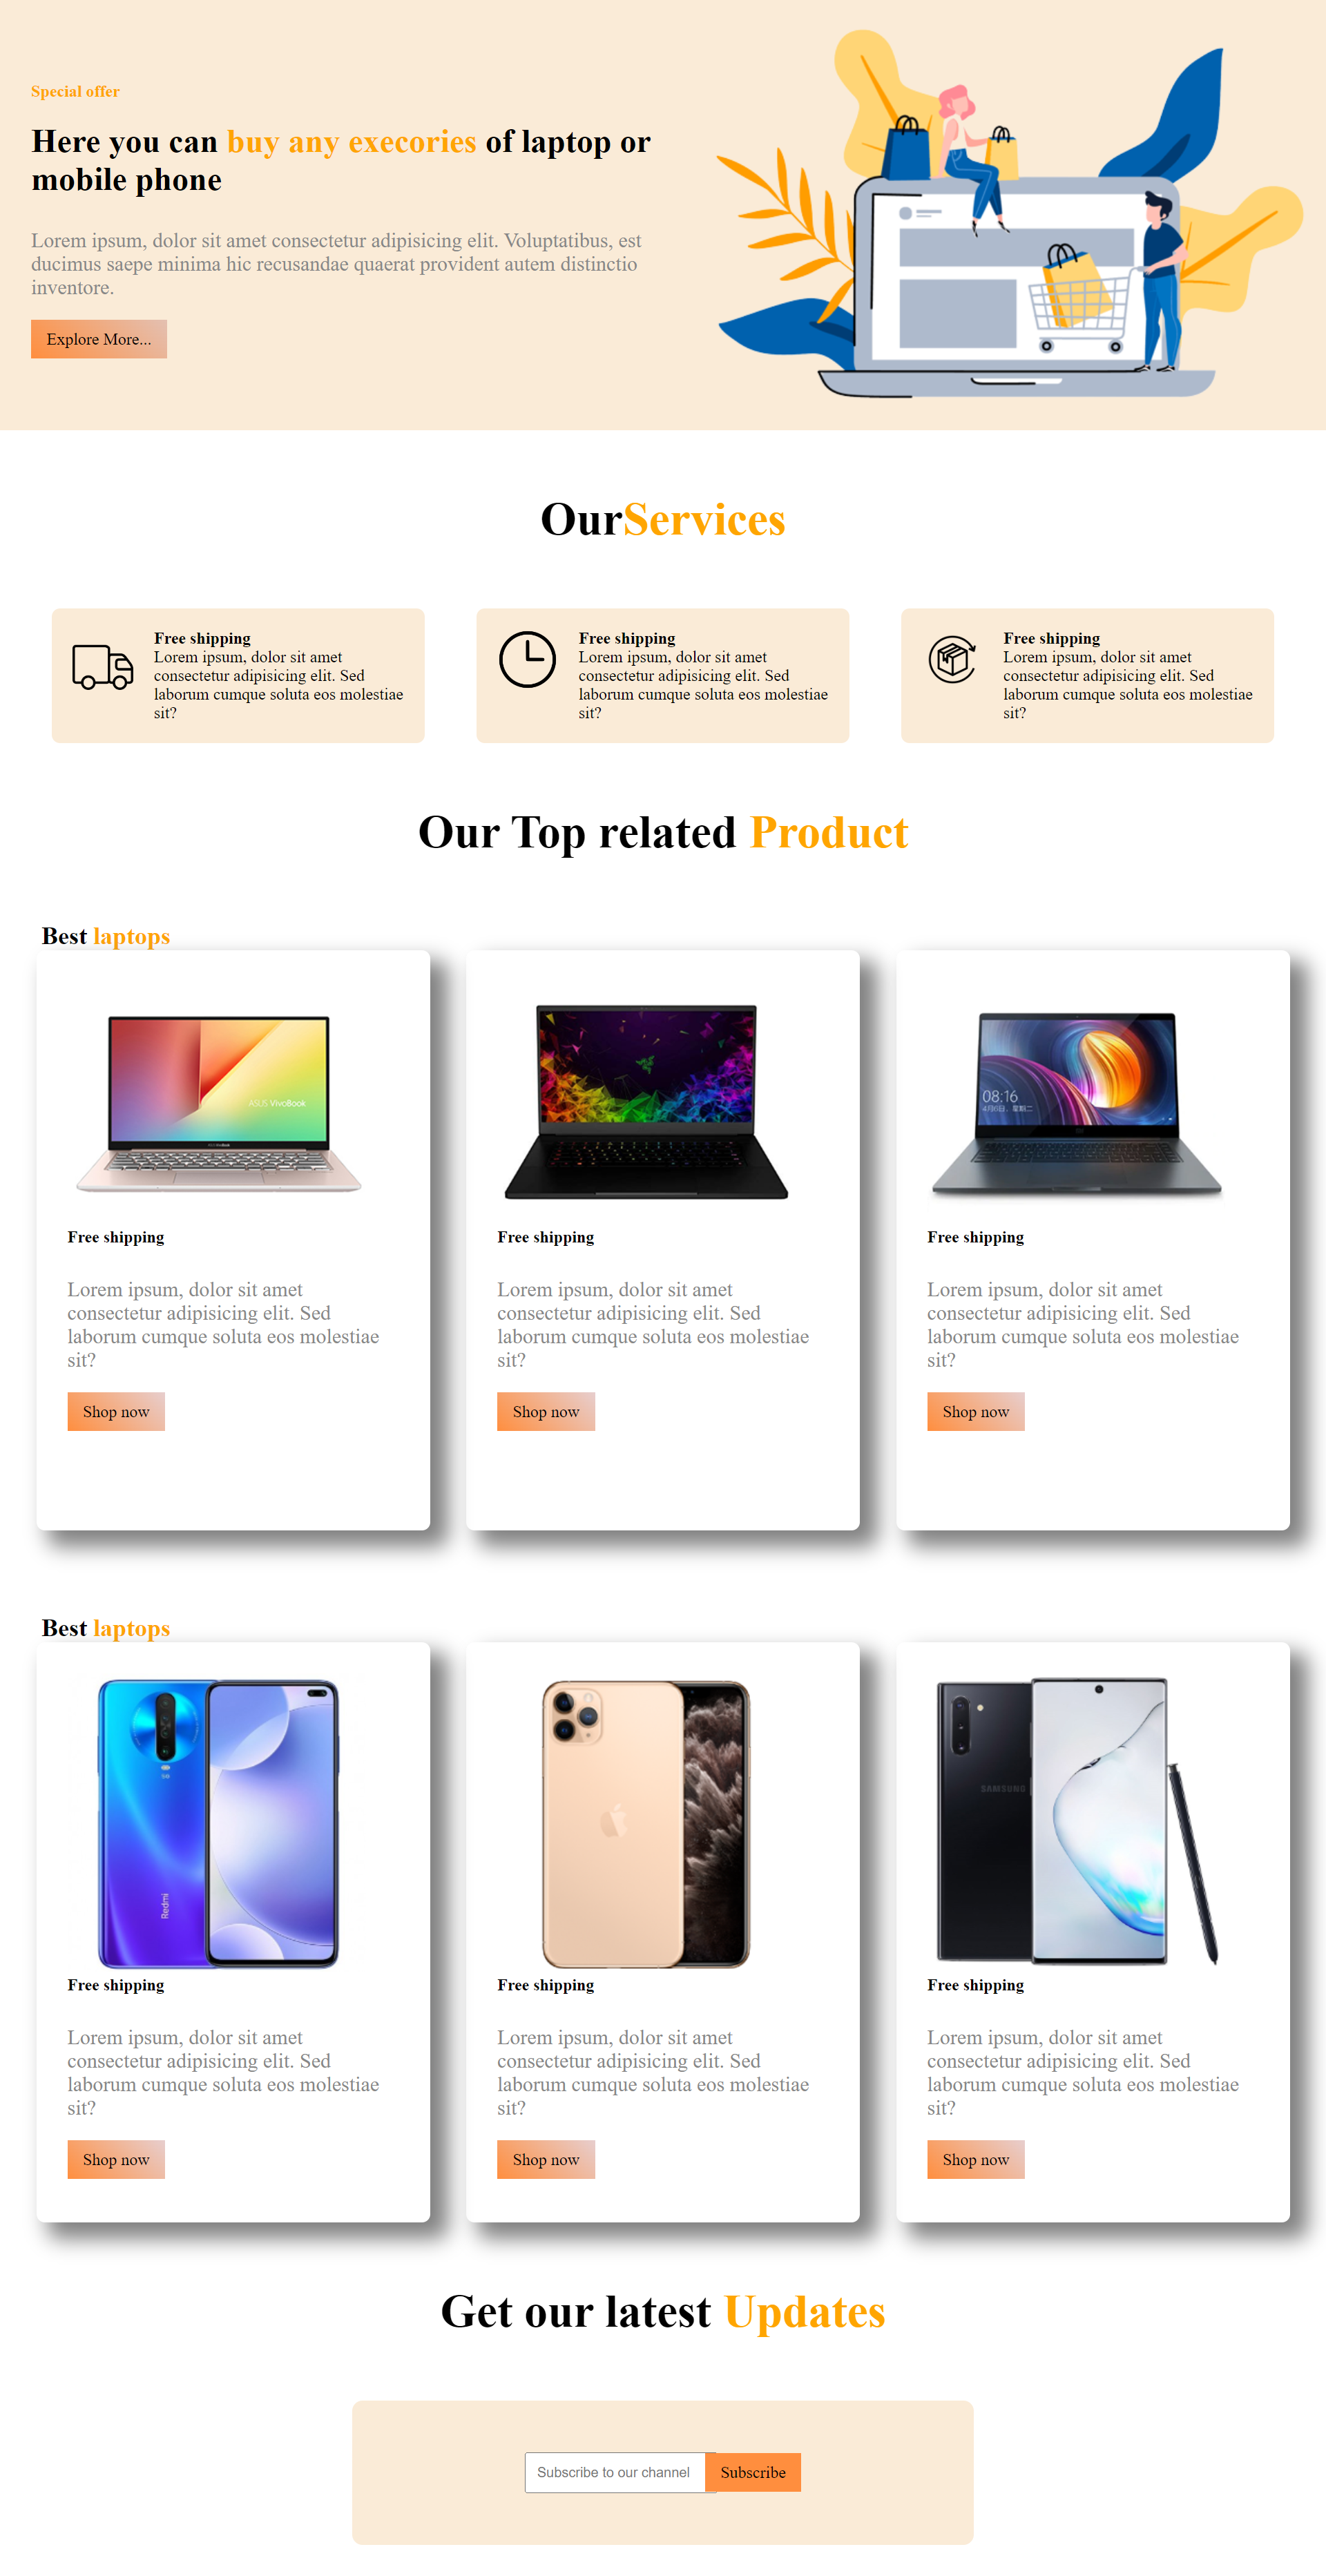 Special offer
Here you can buy any execories of laptop or
mobile phone
Lorem ipsum, dolor sit amet consectetur adipisicing elit. Voluptatibus, est
ducimus saepe minima hic recusandae quaerat provident autem distinctio
inventore.
Explore More...
OurServices
Free shipping
Lorem ipsum, dolor sit amet
consectetur adipisicing elit. Sed
laborum cumque soluta eos molestiae
sit?
Free shipping
Lorem ipsum, dolor sit amet
consectetur adipisicing elit. Sed
laborum cumque soluta eos molestiae
sit?
Free shipping
Lorem ipsum, dolor sit amet
consectetur adipisicing elit. Sed
laborum cumque soluta eos molestiae
sit?
Our Top related Product
Best laptops
ASUS VivoBook
Free shipping
Lorem ipsum, dolor sit amet
consectetur adipisicing elit. Sed
laborum cumque soluta eos molestiae
sit?
Shop now
Free shipping
Lorem ipsum, dolor sit amet
consectetur adipisicing elit. Sed
laborum cumque soluta eos molestiae
sit?
Shop now
08:16
4月6日，星期二
Free shipping
Lorem ipsum, dolor sit amet
consectetur adipisicing elit. Sed
laborum cumque soluta eos molestiae
sit?
Shop now
Best laptops
Redmi
Free shipping
Lorem ipsum, dolor sit amet
consectetur adipisicing elit. Sed
laborum cumque soluta eos molestiae
sit?
Shop now
Free shipping
Lorem ipsum, dolor sit amet
consectetur adipisicing elit. Sed
laborum cumque soluta eos molestiae
sit?
Shop now
SAMSUNG
Free shipping
Lorem ipsum, dolor sit amet
consectetur adipisicing elit. Sed
laborum cumque soluta eos molestiae
sit?
Shop now
Get our latest Updates
Subscribe to our channel
Subscribe